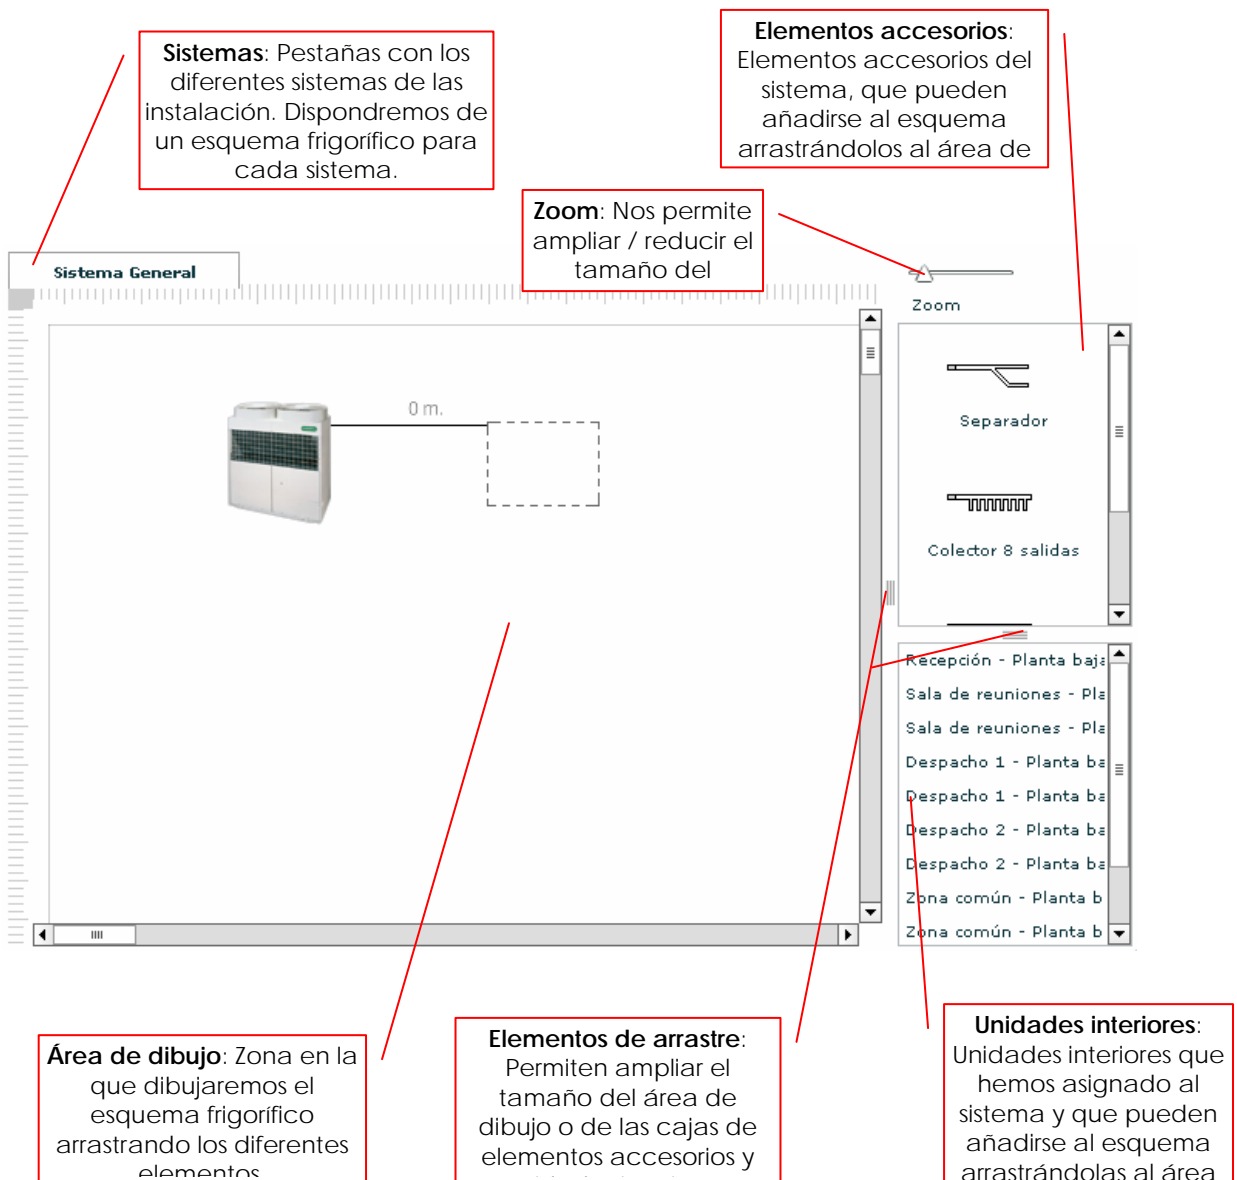 Sistemas: Pestañas con los
diferentes sistemas de las
instalación. Dispondremos de
un esquema frigorífico para
cada sistema.
Elementos accesorios:
Elementos accesorios del
sistema, que pueden
añadirse al esquema
arrastrándolos al área de
Zoom: Nos permite
ampliar / reducir el
tamaño del
Sistema General
Zoom
0 m.
Separador
Colector 8 salidas
Recepción - Planta baja
Sala de reuniones - Pla
Sala de reuniones - Pla
Despacho 1 - Planta ba
Despacho 1 - Planta ba
Despacho 2 - Planta ba
Despacho 2 - Planta ba
Zona común - Planta b
Zona común - Planta b
Área de dibujo: Zona en la
que dibujaremos el
esquema frigorífico
arrastrando los diferentes
elementos
Elementos de arrastre:
Permiten ampliar el
tamaño del área de
dibujo o de las cajas de
elementos accesorios y
Unidades interiores:
Unidades interiores que
hemos asignado al
sistema y que pueden
añadirse al esquema
arrastrándolas al área